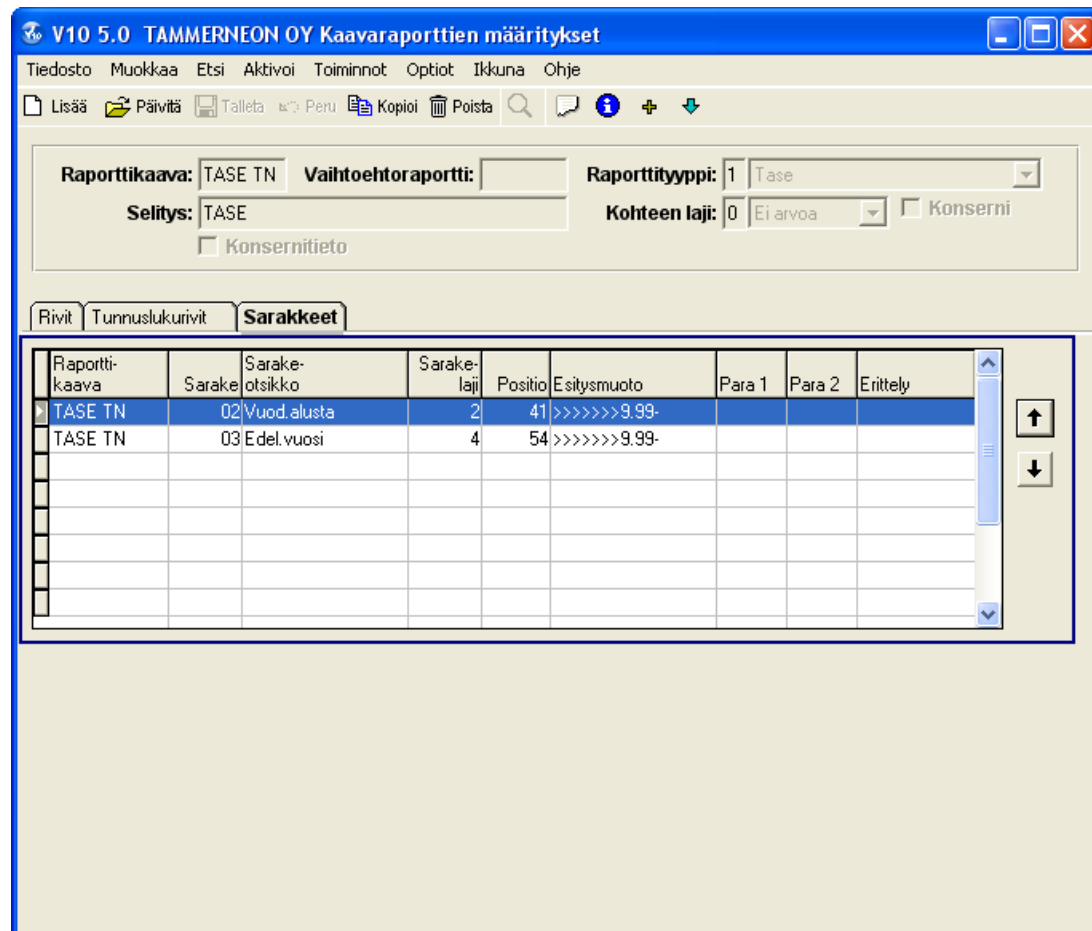 V10 5.0 TAMMERNEON OY Kaavaraporttien määritykset
Tiedosto Muokkaa Etsi Aktivoi Toiminnot Optiot Ikkuna Ohje
Lisää Päivitä Talleta Peru Kopioi Poista
Raporttikaava: TASE TN Vaihtoehtoraportti: Raporttityyppi: 1 Tase
Selitys: TASE Kohteen laji: 0 Ei arvoa Konserni
Konsernitieto
Rivit Tunnuslukurivit Sarakkeet
Raportti- Sarake- Sarake-
kaava Sarake otsikko laji Positio Esitysmuoto Para 1 Para 2 Erittely
TASE TN 02 Vuod.alusta 2 41 >>>>>>>9.99-
TASE TN 03 Edel.vuosi 4 54 >>>>>>>9.99-